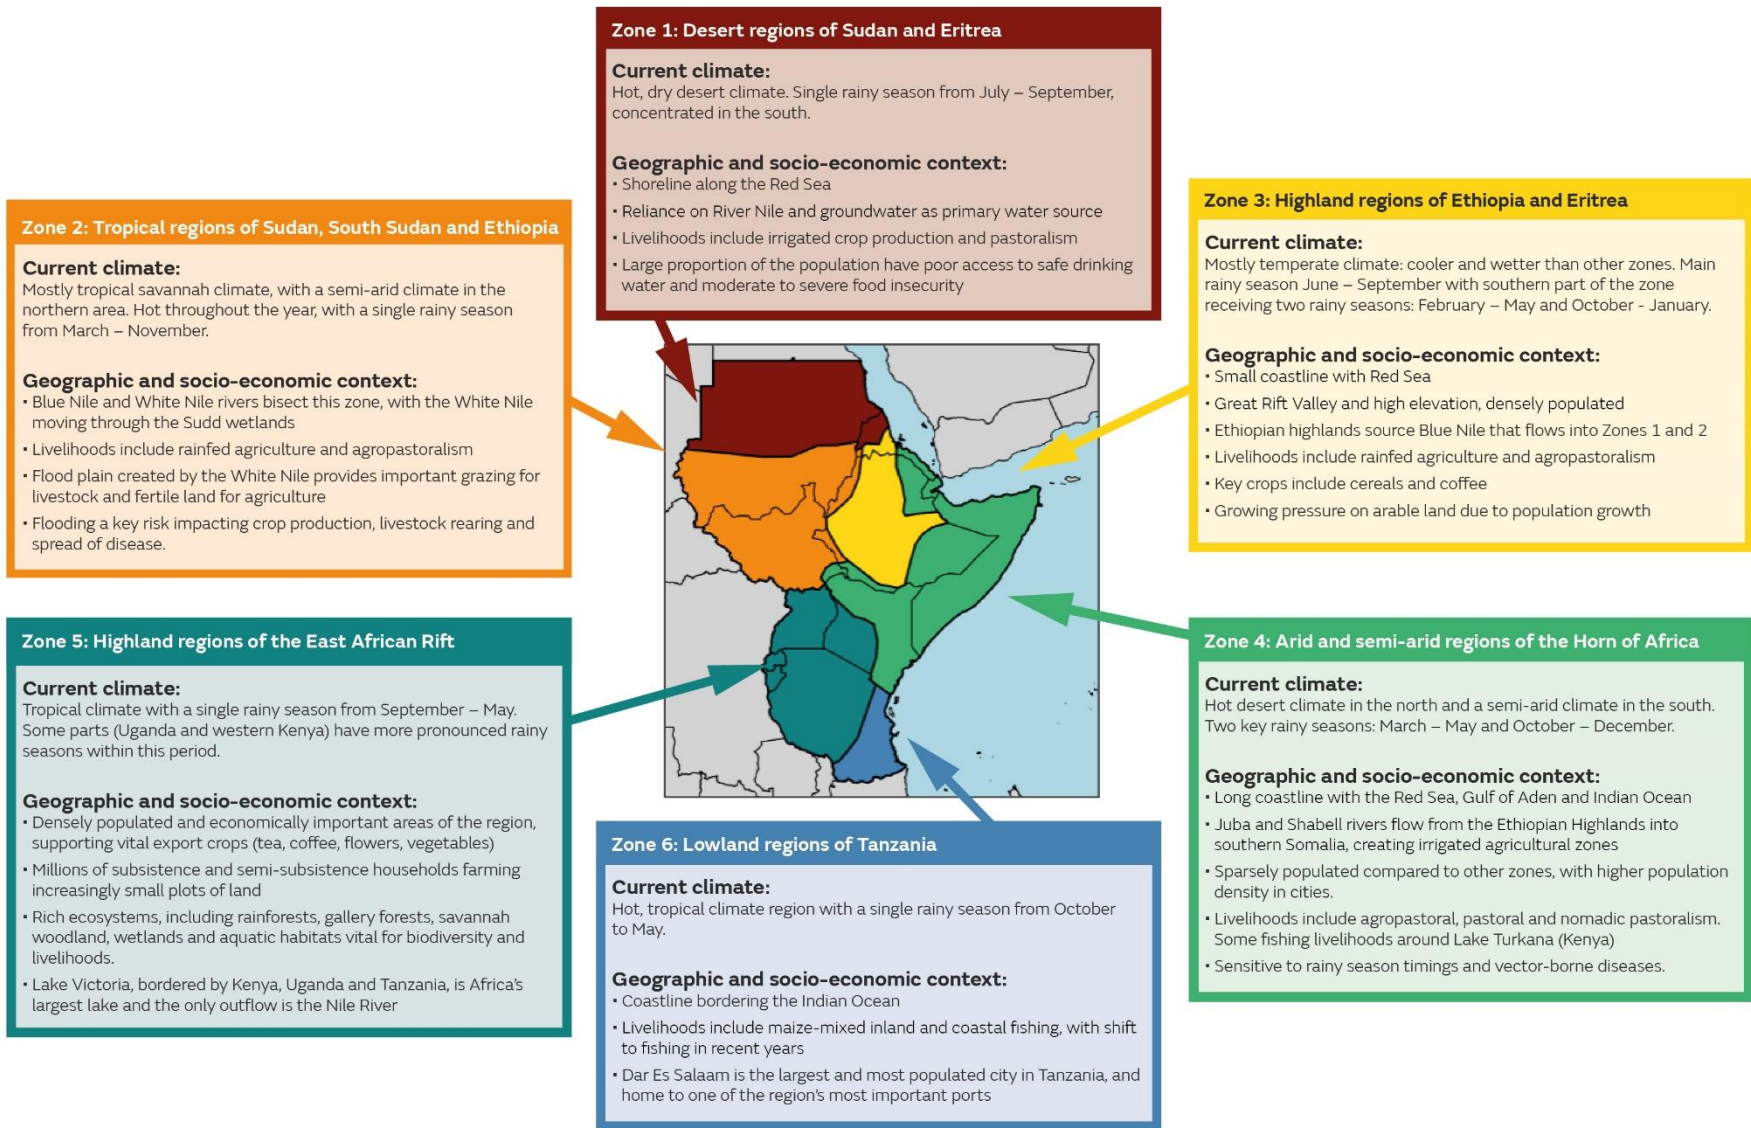 Zone 1: Desert regions of Sudan and Eritrea
Current climate:
Hot, dry desert climate. Single rainy season from July – September,
concentrated in the south.
Geographic and socio-economic context:
• Shoreline along the Red Sea
• Reliance on River Nile and groundwater as primary water source
• Livelihoods include irrigated crop production and pastoralism
• Large proportion of the population have poor access to safe drinking
water and moderate to severe food insecurity
Zone 2: Tropical regions of Sudan, South Sudan and Ethiopia
Current climate:
Mostly tropical savannah climate, with a semi-arid climate in the
northern area. Hot throughout the year, with a single rainy season
from March – November.
Geographic and socio-economic context:
• Blue Nile and White Nile rivers bisect this zone, with the White Nile
moving through the Sudd wetlands
• Livelihoods include rainfed agriculture and agropastoralism
• Flood plain created by the White Nile provides important grazing for
livestock and fertile land for agriculture
• Flooding a key risk impacting crop production, livestock rearing and
spread of disease.
Zone 3: Highland regions of Ethiopia and Eritrea
Current climate:
Mostly temperate climate: cooler and wetter than other zones. Main
rainy season June – September with southern part of the zone
receiving two rainy seasons: February – May and October - January.
Geographic and socio-economic context:
• Small coastline with Red Sea
• Great Rift Valley and high elevation, densely populated
• Ethiopian highlands source Blue Nile that flows into Zones 1 and 2
• Livelihoods include rainfed agriculture and agropastoralism
• Key crops include cereals and coffee
• Growing pressure on arable land due to population growth
Zone 5: Highland regions of the East African Rift
Current climate:
Tropical climate with a single rainy season from September – May.
Some parts (Uganda and western Kenya) have more pronounced rainy
seasons within this period.
Geographic and socio-economic context:
• Densely populated and economically important areas of the region,
supporting vital export crops (tea, coffee, flowers, vegetables)
• Millions of subsistence and semi-subsistence households farming
increasingly small plots of land
• Rich ecosystems, including rainforests, gallery forests, savannah
woodland, wetlands and aquatic habitats vital for biodiversity and
livelihoods.
• Lake Victoria, bordered by Kenya, Uganda and Tanzania, is Africa's
largest lake and the only outflow is the Nile River
Zone 4: Arid and semi-arid regions of the Horn of Africa
Current climate:
Hot desert climate in the north and a semi-arid climate in the south.
Two key rainy seasons: March – May and October – December.
Geographic and socio-economic context:
• Long coastline with the Red Sea, Gulf of Aden and Indian Ocean
• Juba and Shabell rivers flow from the Ethiopian Highlands into
southern Somalia, creating irrigated agricultural zones
• Sparsely populated compared to other zones, with higher population
density in cities.
• Livelihoods include agropastoral, pastoral and nomadic pastoralism.
Some fishing livelihoods around Lake Turkana (Kenya)
• Sensitive to rainy season timings and vector-borne diseases.
Zone 6: Lowland regions of Tanzania
Current climate:
Hot, tropical climate region with a single rainy season from October
to May.
Geographic and socio-economic context:
• Coastline bordering the Indian Ocean
• Livelihoods include maize-mixed inland and coastal fishing, with shift
to fishing in recent years
• Dar Es Salaam is the largest and most populated city in Tanzania, and
home to one of the region's most important ports